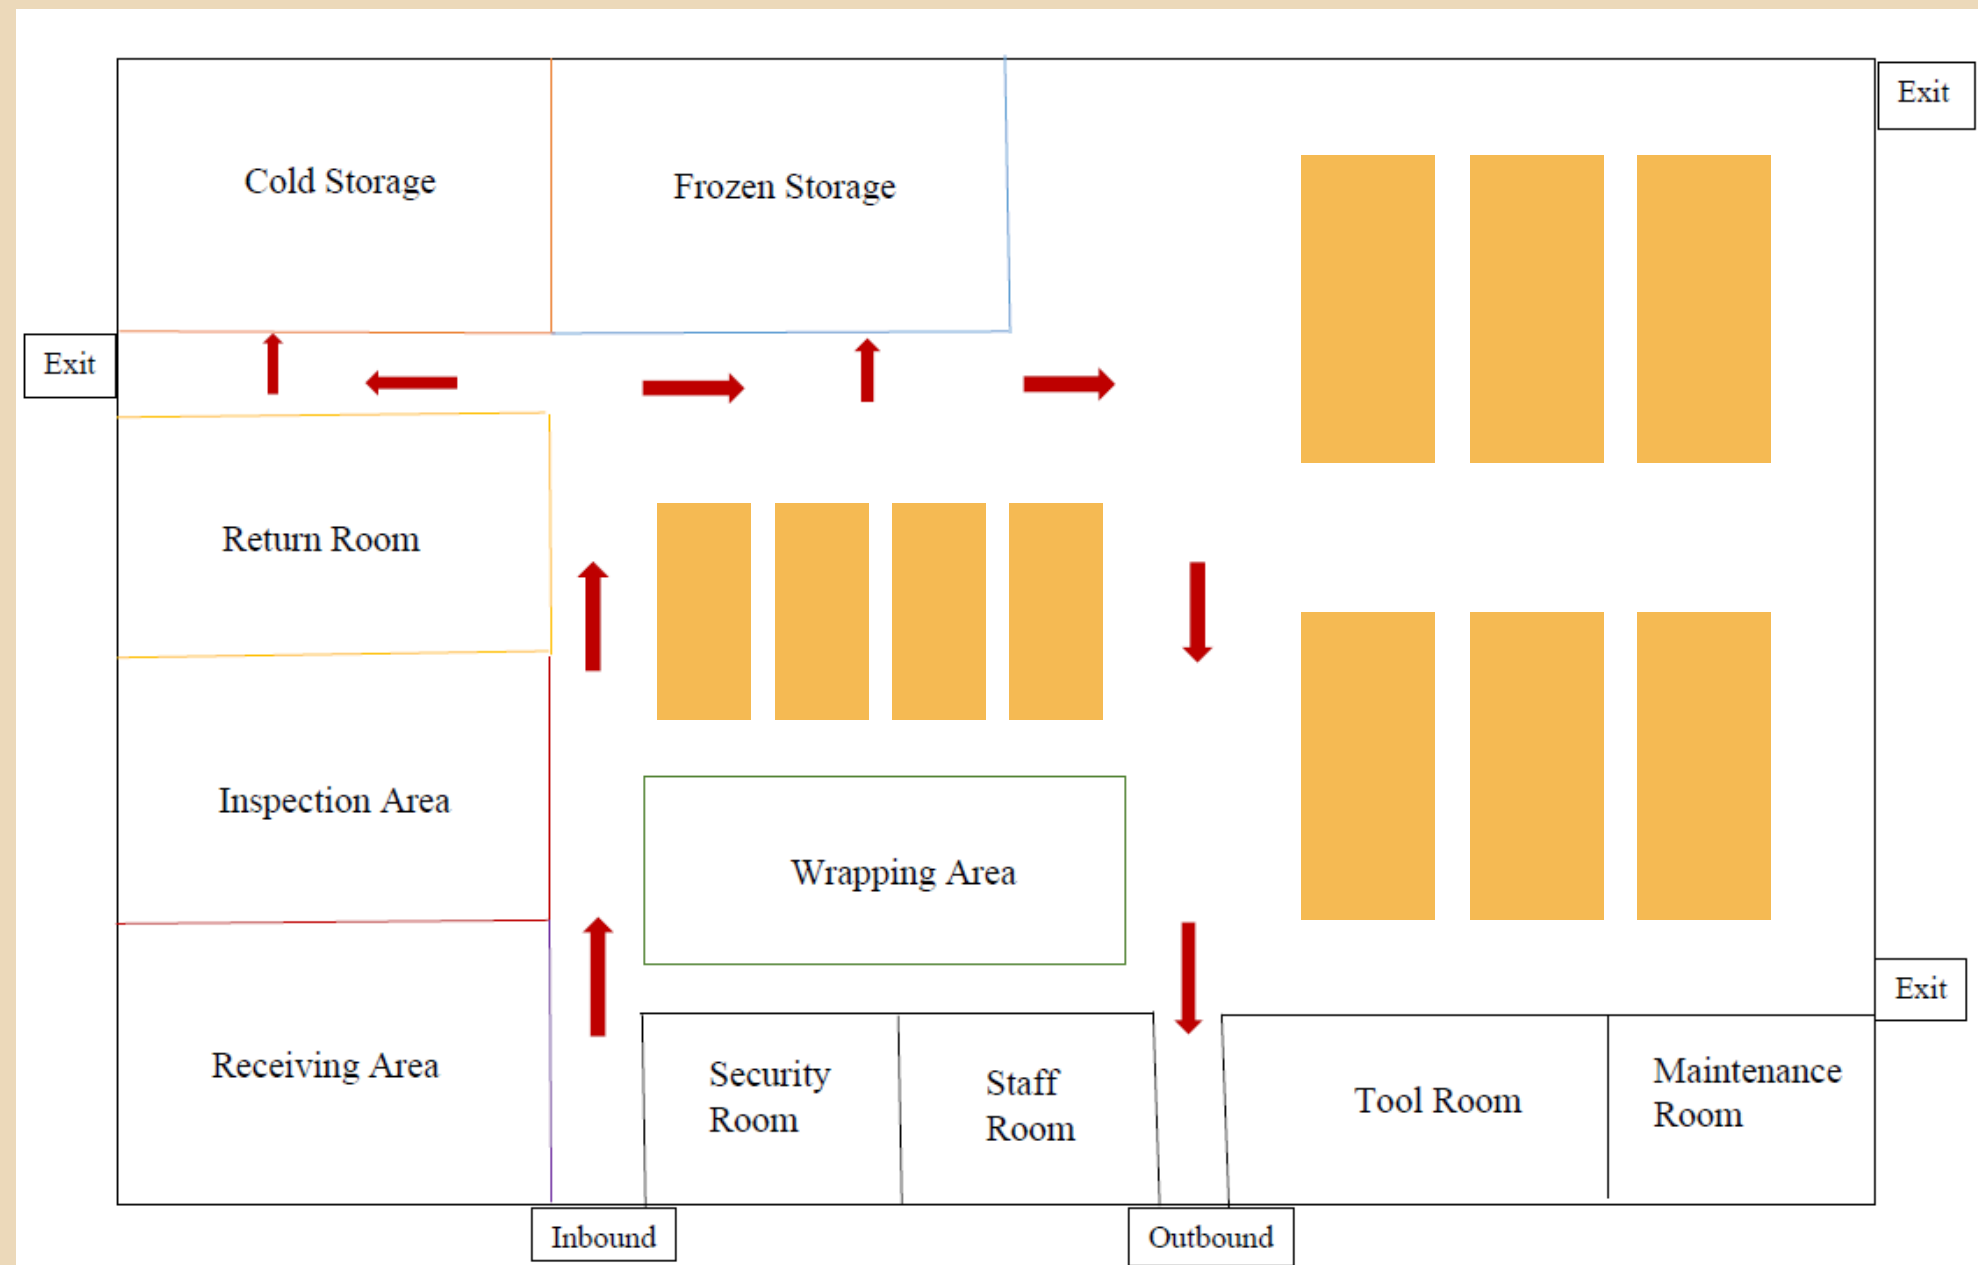 Exit
Cold Storage
Frozen Storage
Exit
Return Room
Inspection Area
Wrapping Area
Exit
Receiving Area
Security
Room
Staff
Room
Tool Room
Maintenance
Room
Inbound
Outbound